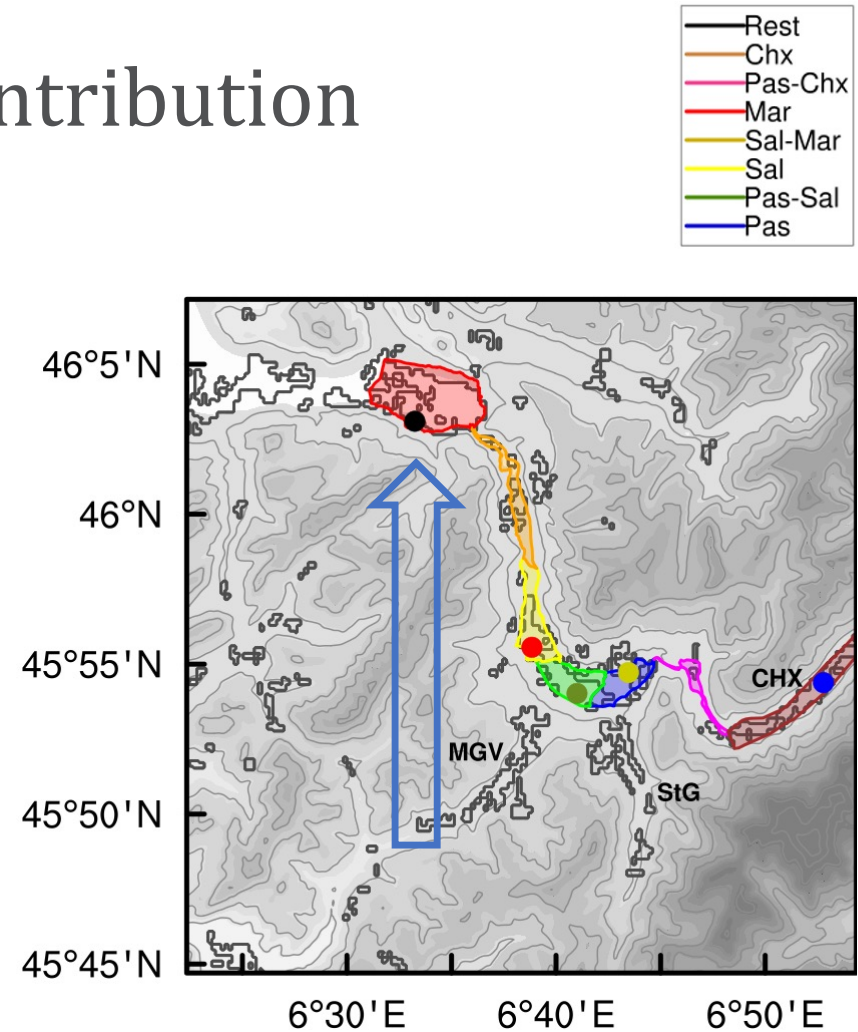 ntribution
Rest
Chx
Pas-Chx
Mar
Sal-Mar
Sal
Pas-Sal
Pas
46°5'N
46°N
45°55'N
45°50'N
45°45'N
CHX
MGV
StG
6°30'E
6°40'E
6°50'E